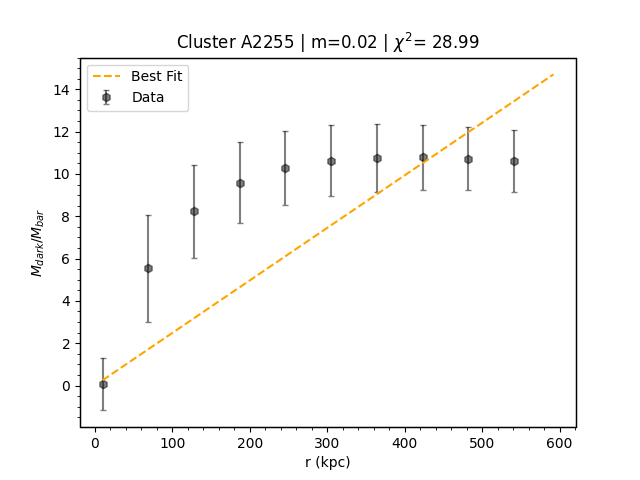 Cluster A2255 | m=0.02 | χ²= 28.99
Best Fit
Data
M_dark/M_bar
14
12
10
8
6
4
2
0
0 100 200 300 400 500 600
r (kpc)